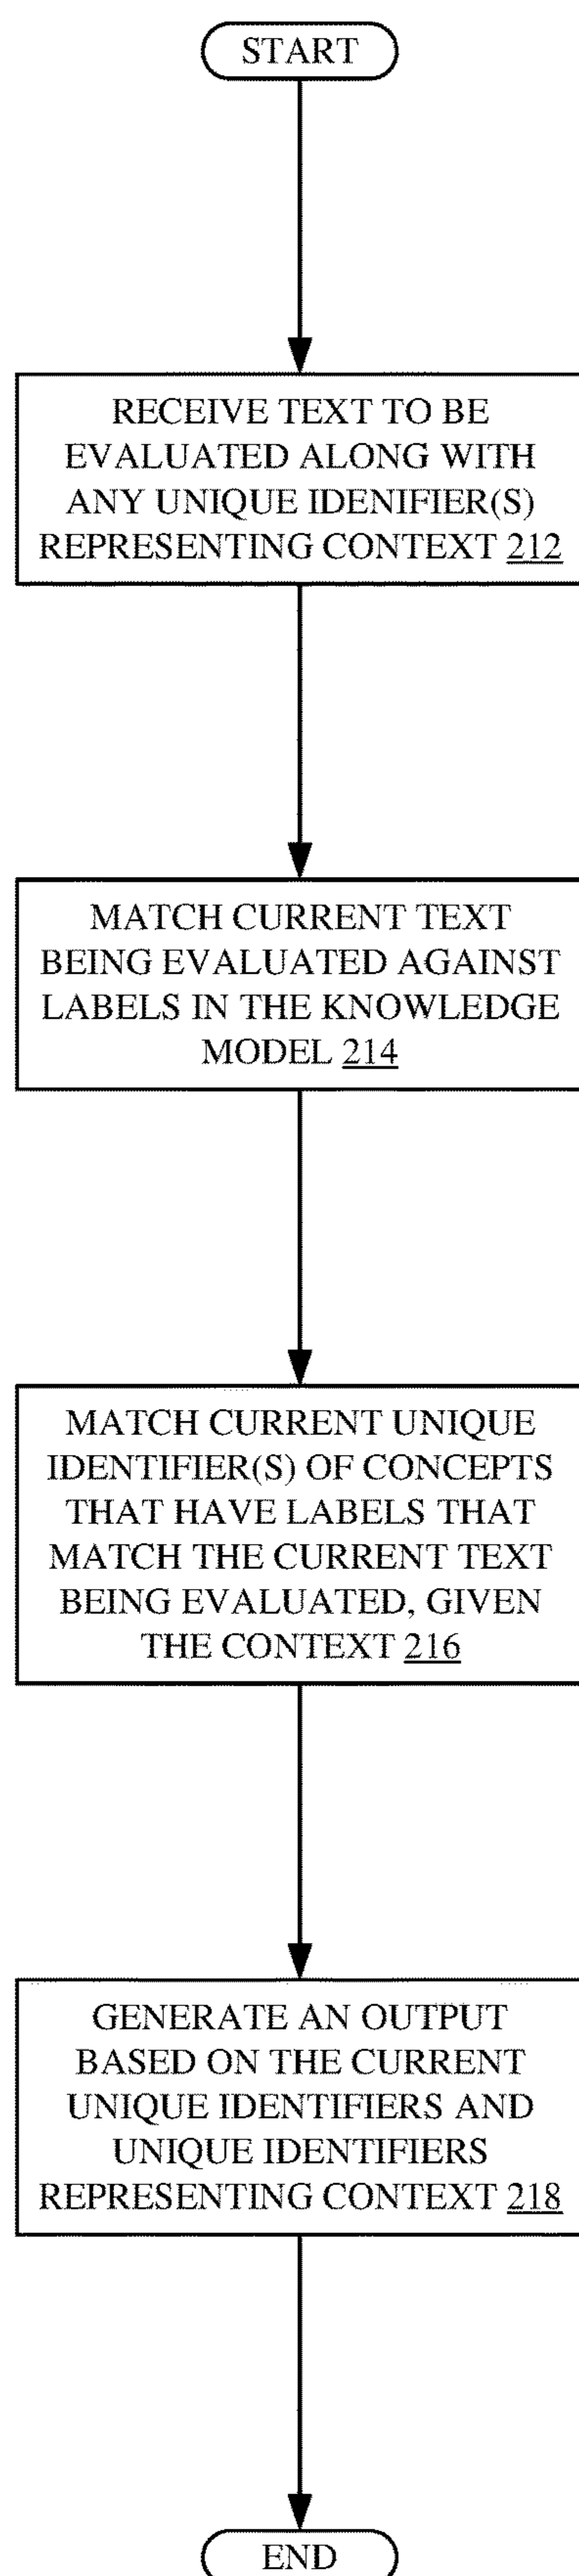 START
RECEIVE TEXT TO BE
EVALUATED ALONG WITH
ANY UNIQUE IDENIFIER(S)
REPRESENTING CONTEXT 212
MATCH CURRENT TEXT
BEING EVALUATED AGAINST
LABELS IN THE KNOWLEDGE
MODEL 214
MATCH CURRENT UNIQUE
IDENTIFIER(S) OF CONCEPTS
THAT HAVE LABELS THAT
MATCH THE CURRENT TEXT
BEING EVALUATED, GIVEN
THE CONTEXT 216
GENERATE AN OUTPUT
BASED ON THE CURRENT
UNIQUE IDENTIFIERS AND
UNIQUE IDENTIFIERS
REPRESENTING CONTEXT 218
END